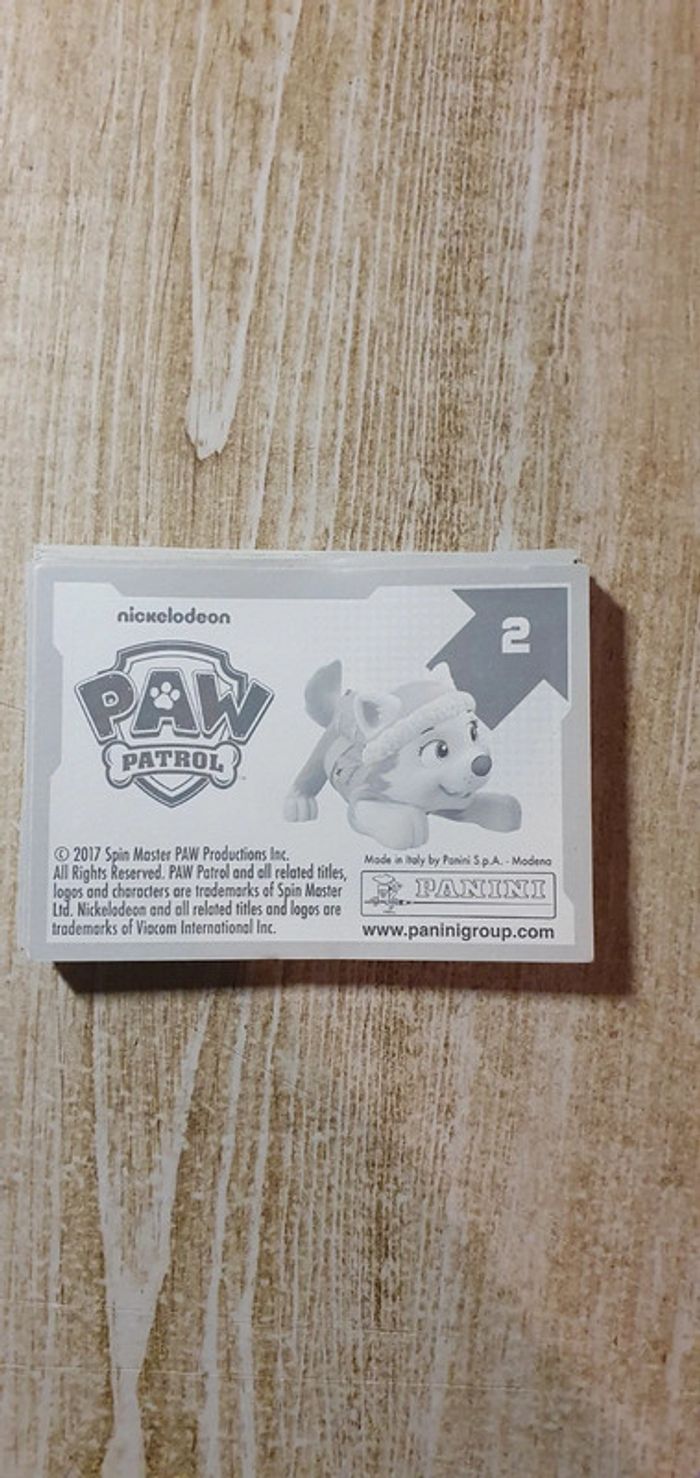 nickelodeon
2
PAW
PATROL
© 2017 Spin Master PAW Productions Inc.
All Rights Reserved. PAW Patrol and all related titles,
logos and characters are trademarks of Spin Master
Ltd. Nickelodeon and all related titles and logos are
trademarks of Viacom International Inc.
Made in Italy by Panini S.p.A. - Modena
PANINI
www.paninigroup.com